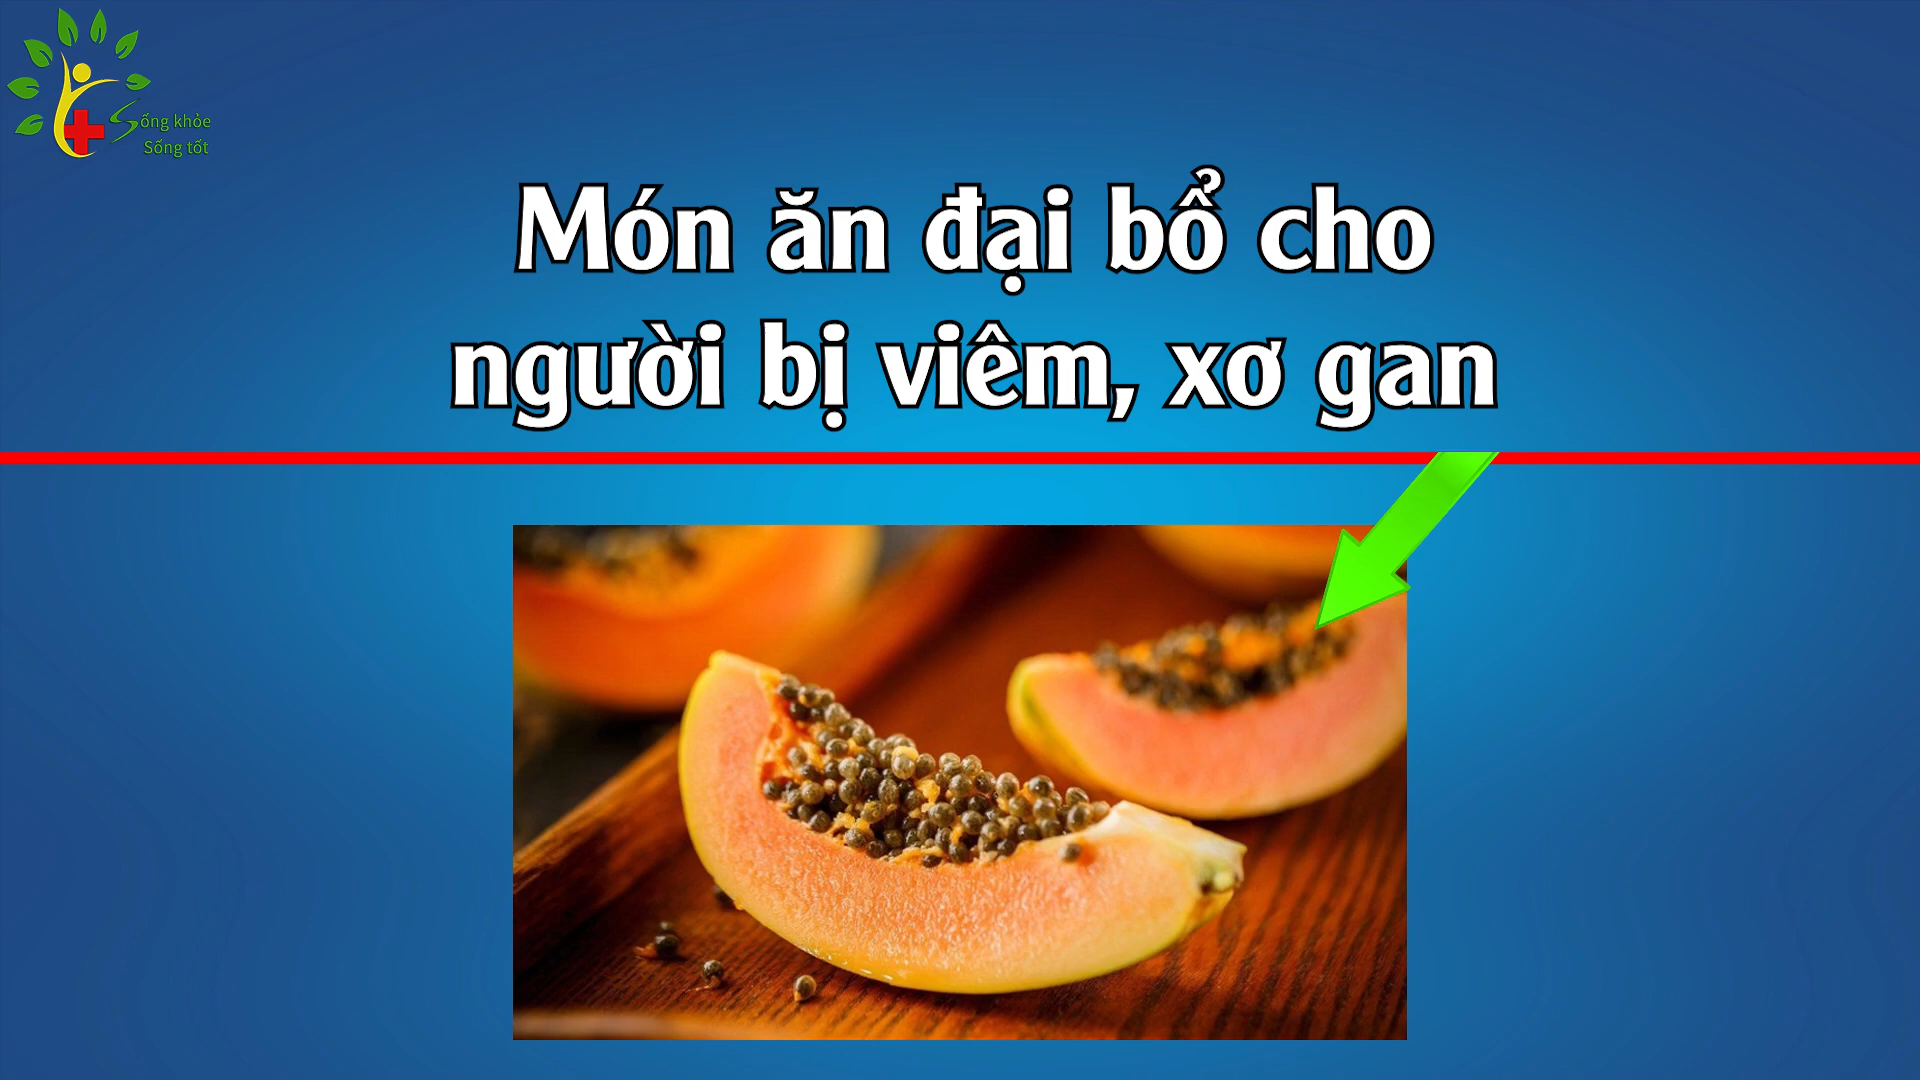 Sống khỏe
Sống tốt
Món ăn đại bổ cho
người bị viêm, xơ gan